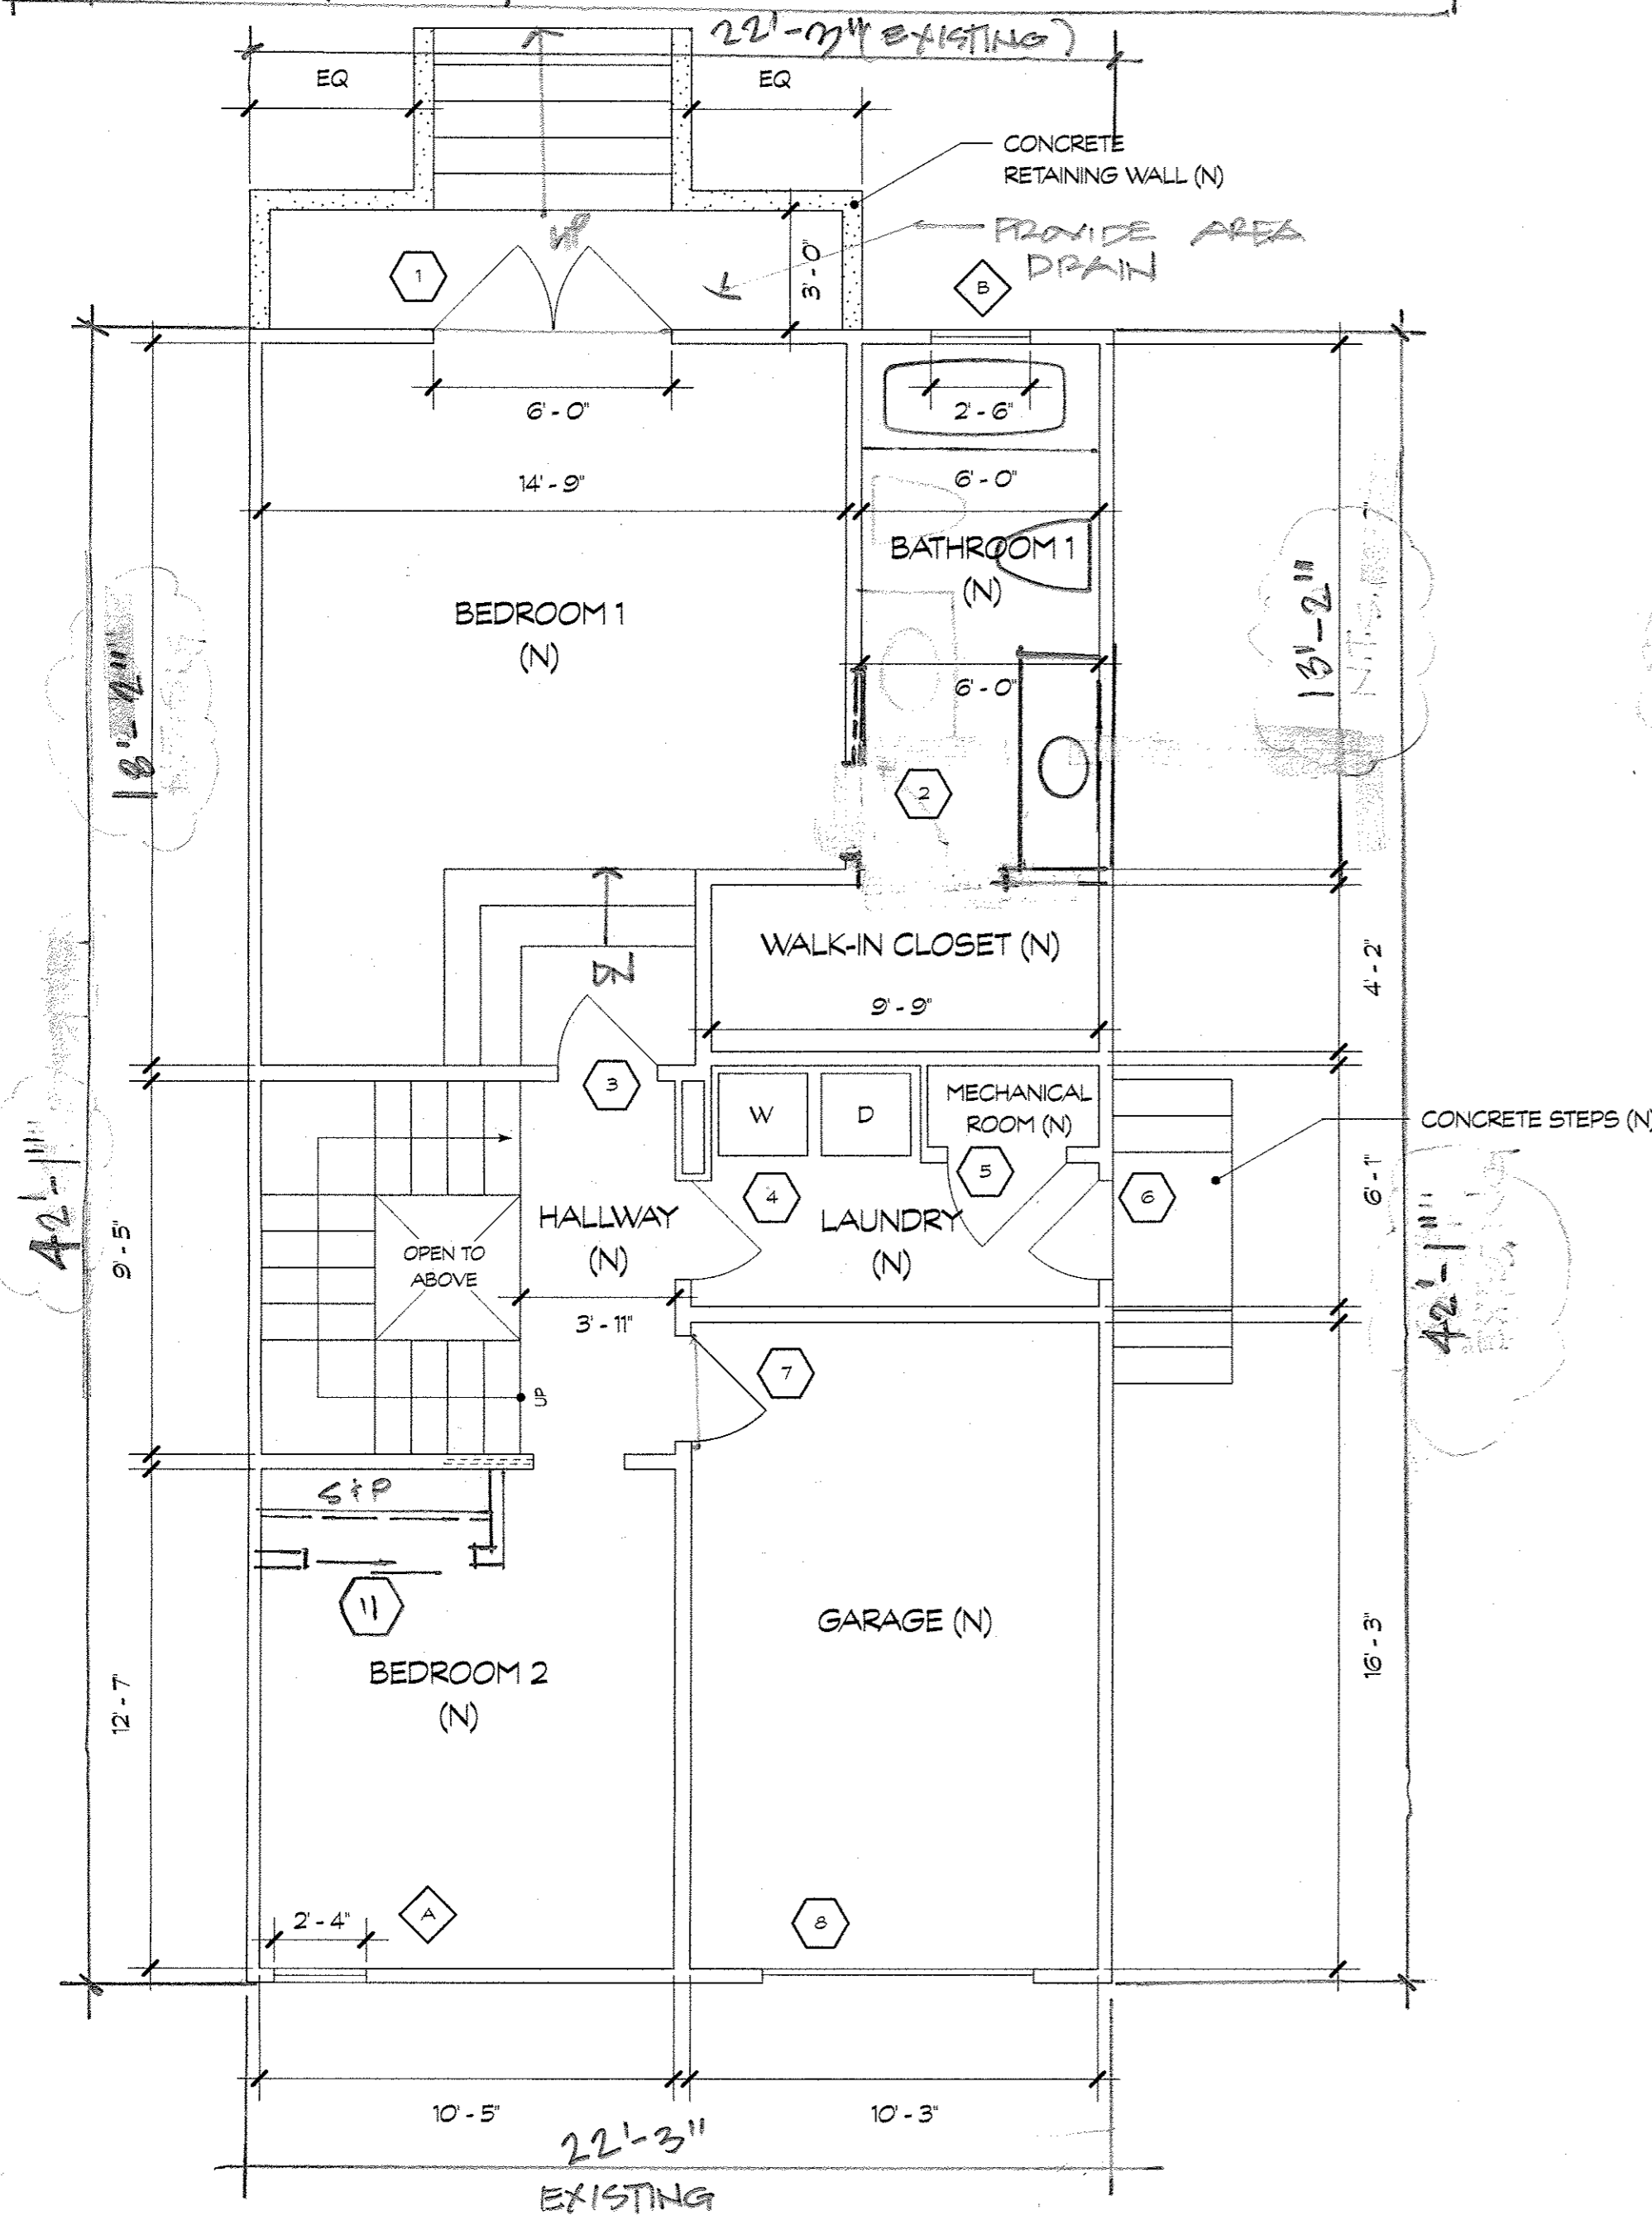 22'-3" (EXISTING)
EQ
EQ
CONCRETE
RETAINING WALL (N)
UP
PROVIDE AREA
DRAIN
1
3'-0"
B
6'-0"
2'-6"
14'-9"
6'-0"
BATHROOM 1
(N)
BEDROOM 1
(N)
18'-2"
13"-2"
N.T.S.
6'-0"
2
DN
WALK-IN CLOSET (N)
9'-9"
4'-2"
3
W
D
MECHANICAL
ROOM (N)
CONCRETE STEPS (N)
4
5
6
6'-1"
42'-1"
9'-5"
HALLWAY
(N)
LAUNDRY
(N)
OPEN TO
ABOVE
42'-1"
3'-11"
7
UP
S&P
11
GARAGE (N)
16'-3"
BEDROOM 2
(N)
12'-7"
2'-4"
A
8
10'-5"
10'-3"
22'-3"
EXISTING